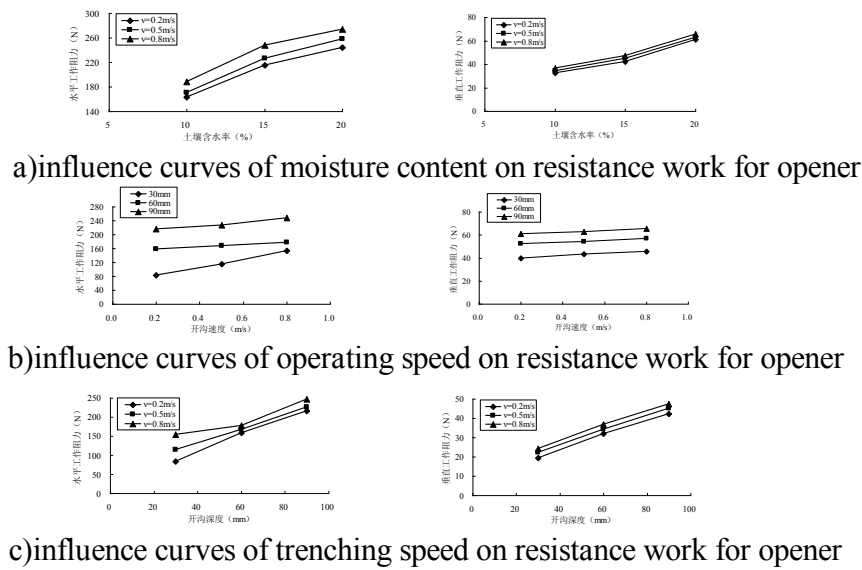 300
260
220
180
140
水平工作阻力（N）
v=0.2m/s
v=0.5m/s
v=0.8m/s
5 10 15 20
土壤含水率（%）
80
60
40
20
0
垂直工作阻力（N）
v=0.2m/s
v=0.5m/s
v=0.8m/s
5 10 15 20
土壤含水率（%）
a)influence curves of moisture content on resistance work for opener
280
240
200
160
120
80
40
0
水平工作阻力（N）
30mm
60mm
90mm
0.0 0.2 0.4 0.6 0.8 1.0
开沟速度（m/s）
80
60
40
20
0
垂直工作阻力（N）
30mm
60mm
90mm
0.0 0.2 0.4 0.6 0.8 1.0
开沟速度（m/s）
b)influence curves of operating speed on resistance work for opener
250
200
150
100
50
0
水平工作阻力（N）
v=0.2m/s
v=0.5m/s
v=0.8m/s
0 20 40 60 80 100
开沟深度（mm）
50
40
30
20
10
0
垂直工作阻力（N）
v=0.2m/s
v=0.5m/s
v=0.8m/s
0 20 40 60 80 100
开沟深度（mm）
c)influence curves of trenching speed on resistance work for opener